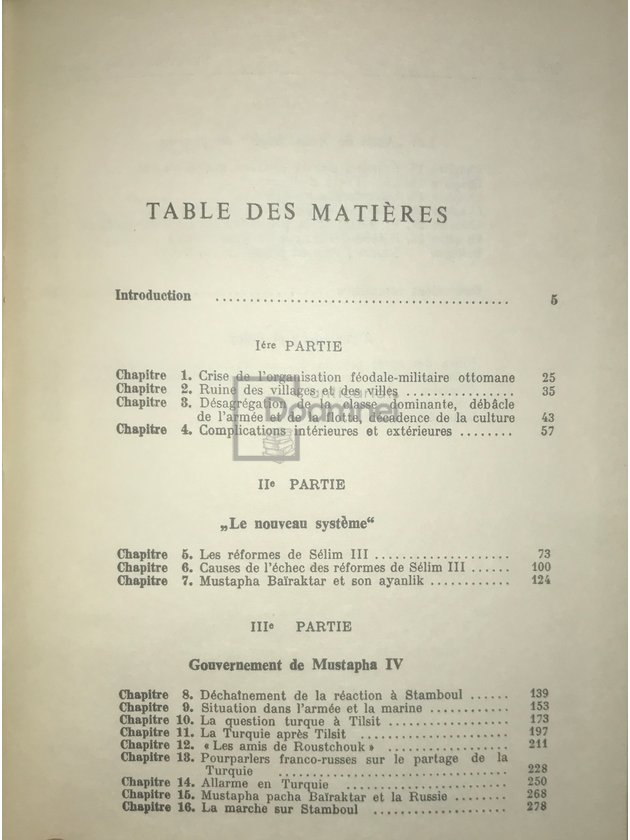 TABLE DES MATIÈRES
Introduction ........................................ 5
Iére PARTIE
Chapitre 1. Crise de l'organisation féodale-militaire ottomane 25
Chapitre 2. Ruine des villages et des villes ............... 35
Chapitre 3. Désagrégation de la classe dominante, débâcle
de l'armée et de la flotte, décadence de la culture 43
Chapitre 4. Complications intérieures et extérieures ........ 57
IIe PARTIE
„Le nouveau système“
Chapitre 5. Les réformes de Sélim III .................... 73
Chapitre 6. Causes de l'échec des réformes de Sélim III ...... 100
Chapitre 7. Mustapha Baïraktar et son ayanlik ............ 124
IIIe PARTIE
Gouvernement de Mustapha IV
Chapitre 8. Déchaînement de la réaction à Stamboul ...... 139
Chapitre 9. Situation dans l'armée et la marine ............ 153
Chapitre 10. La question turque à Tilsit .................. 173
Chapitre 11. La Turquie après Tilsit ...................... 197
Chapitre 12. « Les amis de Roustchouk » .................. 211
Chapitre 13. Pourparlers franco-russes sur le partage de la
Turquie .................................. 228
Chapitre 14. Allarme en Turquie ........................ 250
Chapitre 15. Mustapha pacha Baïraktar et la Russie ........ 268
Chapitre 16. La marche sur Stamboul .................... 278